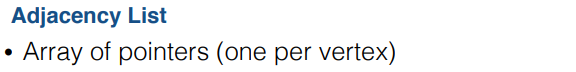 Adjacency List
• Array of pointers (one per vertex)